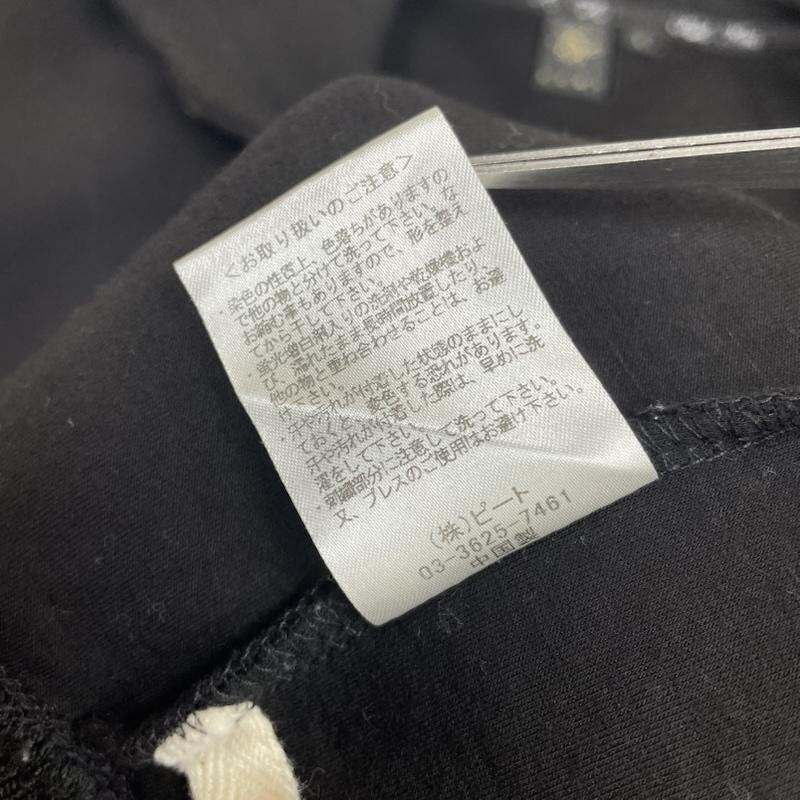 ＜お取り扱いのご注意＞
・染色の性質上、色落ちがありますの
で他の物と分けて洗って下さい。な
お縮む事もありますので、形を整え
てから干して下さい。
・蛍光増白剤入りの洗剤や乾燥機およ
び、濡れたまま長時間放置したり、
他の物と重ね合わせることは、お避
け下さい。
・汗や汚れが付着した状態のままにし
ておくと、変色する恐れがあります。
汗や汚れが付着した際は、早めに洗
濯をして下さい。
・刺繍部分に注意して洗って下さい。
又、プレスのご使用はお避け下さい。
（株）ピート
03-3625-7461
中国製